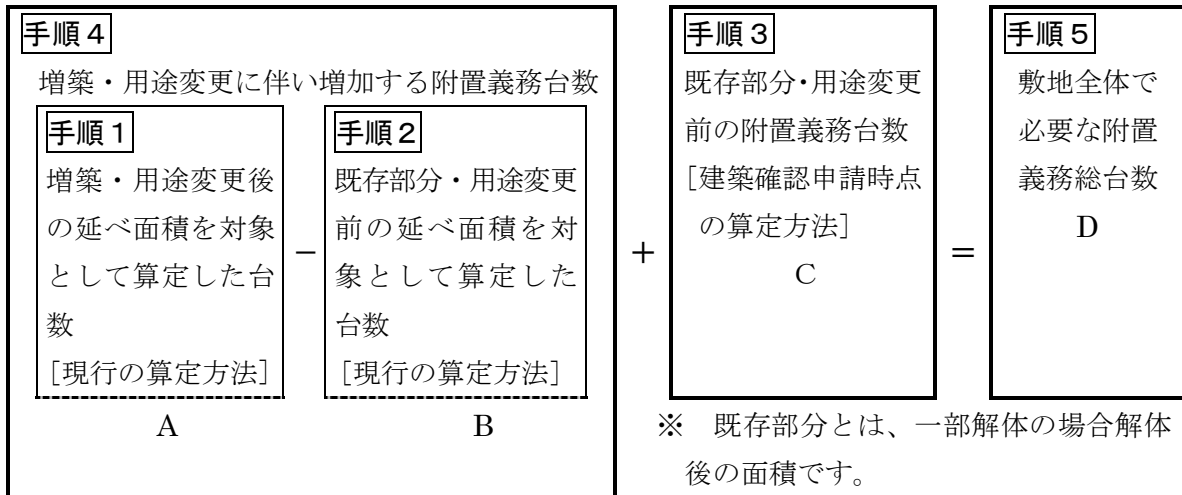 手順4
増築・用途変更に伴い増加する附置義務台数
手順1
増築・用途変更後
の延べ面積を対象
として算定した台
数
[現行の算定方法]
A
－
手順2
既存部分・用途変更
前の延べ面積を対
象として算定した
台数
[現行の算定方法]
B
＋
手順3
既存部分・用途変更
前の附置義務台数
[建築確認申請時点
の算定方法]
C
＝
手順5
敷地全体で
必要な附置
義務総台数
D
※　既存部分とは、一部解体の場合解体
後の面積です。